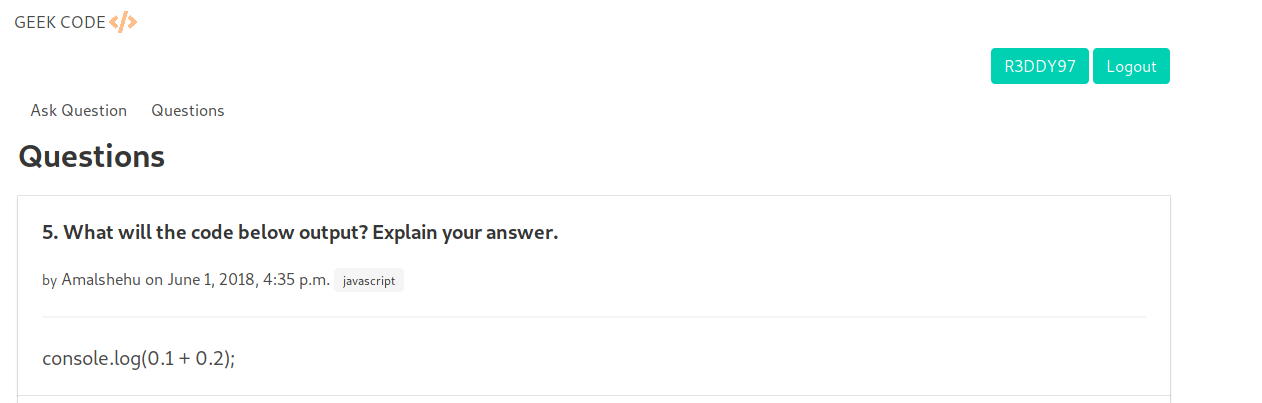 GEEK CODE </>
R3DDY97 Logout
Ask Question Questions
Questions
5. What will the code below output? Explain your answer.
by Amalshehu on June 1, 2018, 4:35 p.m. javascript
console.log(0.1 + 0.2);